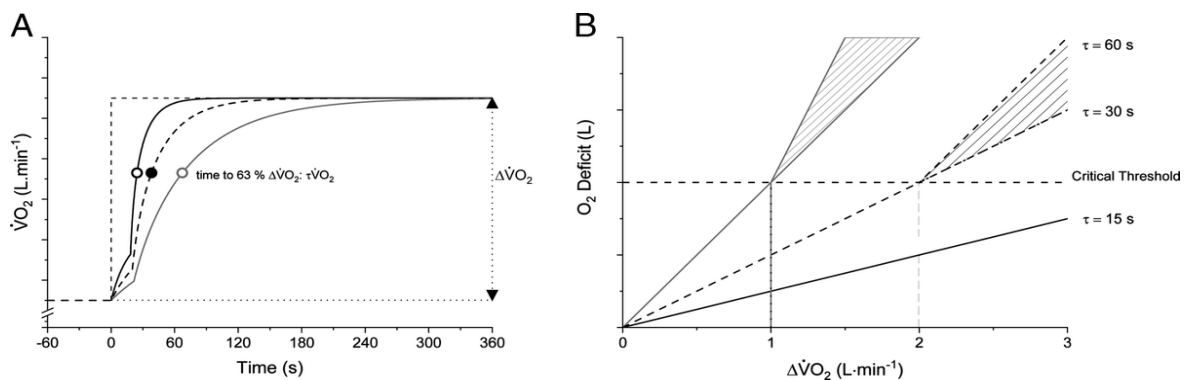 A
V̇O₂ (L.min⁻¹)
time to 63 % ΔV̇O₂: τV̇O₂
ΔV̇O₂
-60 0 60 120 180 240 300 360
Time (s)
B
O₂ Deficit (L)
τ = 60 s
τ = 30 s
Critical Threshold
τ = 15 s
0 1 2 3
ΔV̇O₂ (L·min⁻¹)